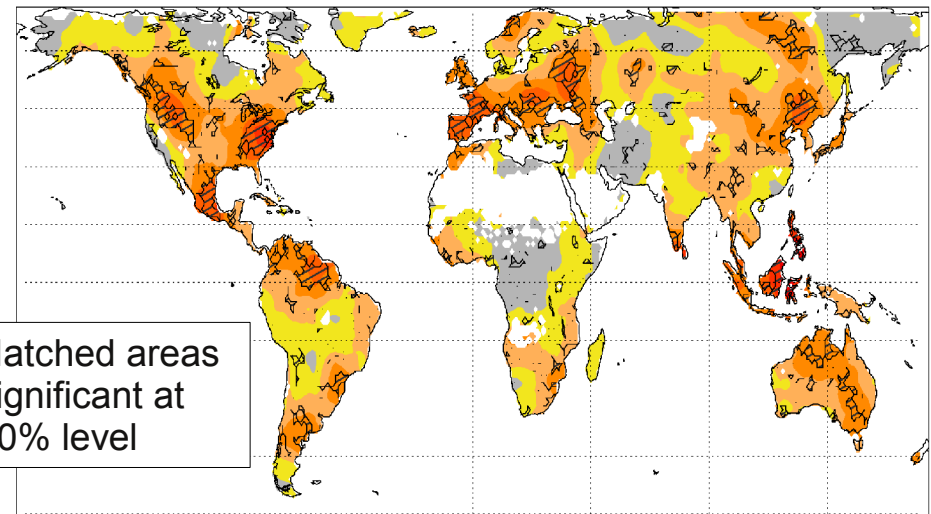 latched areas
ignificant at
0% level